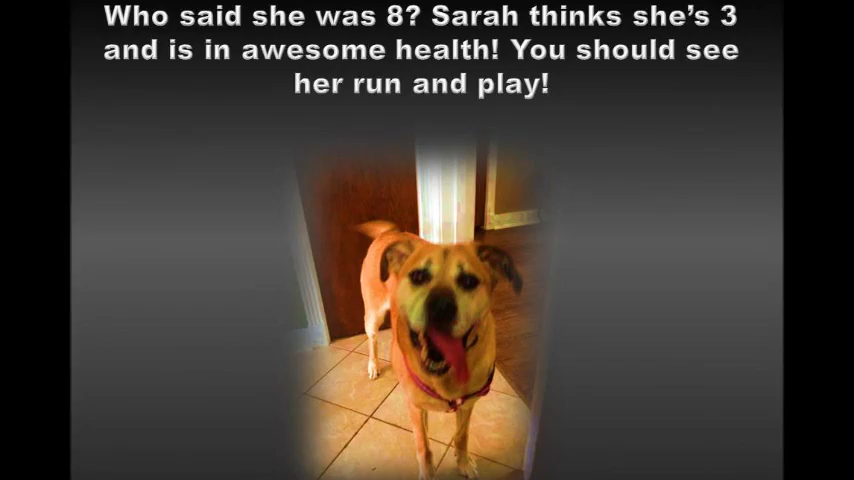 Who said she was 8? Sarah thinks she’s 3
and is in awesome health! You should see
her run and play!